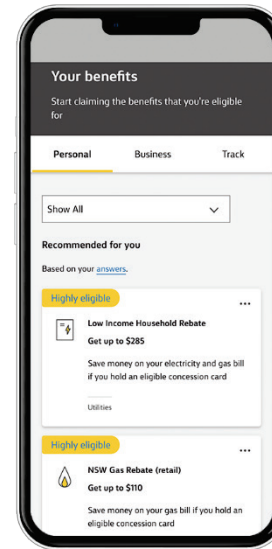 Your benefits
Start claiming the benefits that you're eligible
for
Personal Business Track
Show All
Recommended for you
Based on your answers.
Highly eligible
Low Income Household Rebate
Get up to $285
Save money on your electricity and gas bill
if you hold an eligible concession card
Utilities
Highly eligible
NSW Gas Rebate (retail)
Get up to $110
Save money on your gas bill if you hold an
eligible concession card